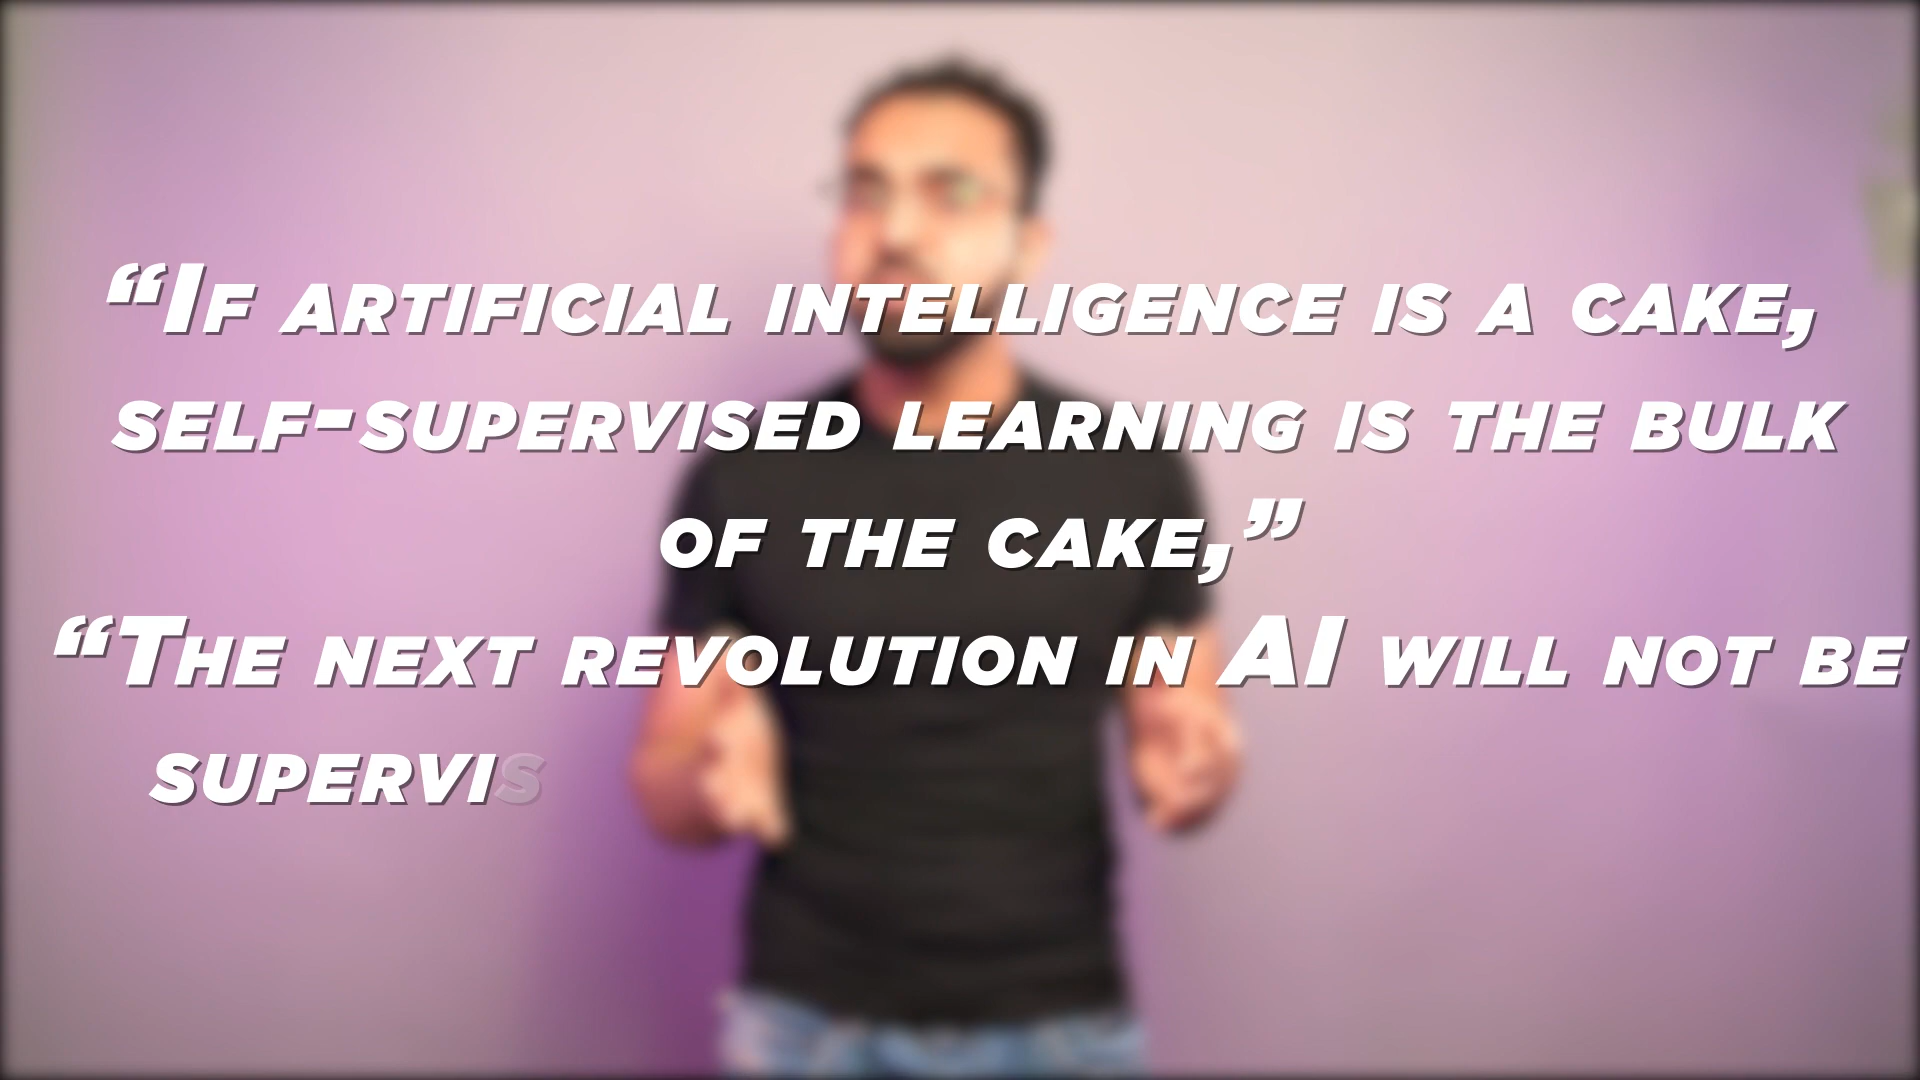 “If artificial intelligence is a cake,
self-supervised learning is the bulk
of the cake,”
“The next revolution in AI will not be
supervis